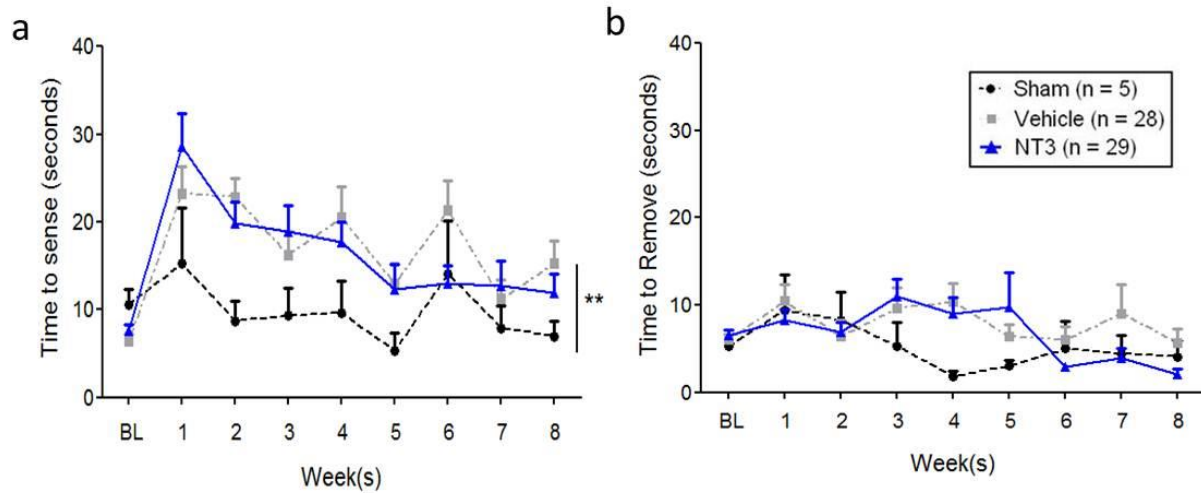 a
Time to sense (seconds)
40
30
20
10
0
BL 1 2 3 4 5 6 7 8
Week(s)
**
b
Time to Remove (seconds)
40
30
20
10
0
BL 1 2 3 4 5 6 7 8
Week(s)
Sham (n = 5)
Vehicle (n = 28)
NT3 (n = 29)